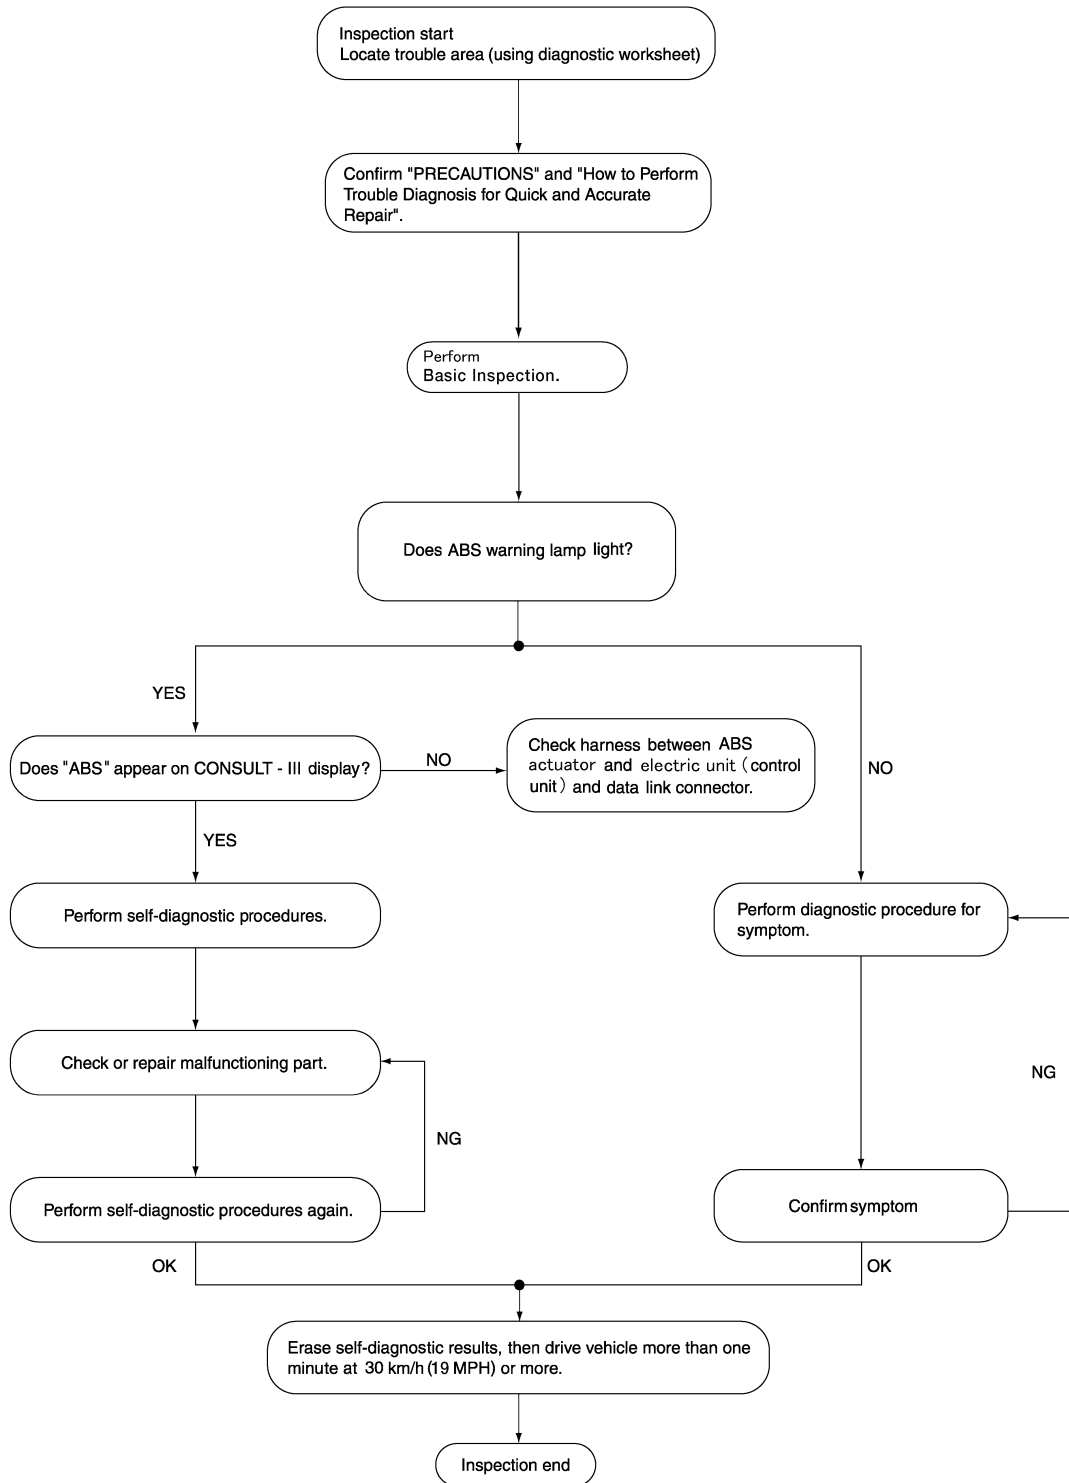 Inspection start
Locate trouble area (using diagnostic worksheet)
Confirm "PRECAUTIONS" and "How to Perform
Trouble Diagnosis for Quick and Accurate
Repair".
Perform
Basic Inspection.
Does ABS warning lamp light?
YES
NO
Does "ABS" appear on CONSULT - III display?
NO
Check harness between ABS
actuator and electric unit (control
unit) and data link connector.
YES
Perform self-diagnostic procedures.
Perform diagnostic procedure for
symptom.
Check or repair malfunctioning part.
NG
NG
Perform self-diagnostic procedures again.
Confirm symptom
OK
OK
Erase self-diagnostic results, then drive vehicle more than one
minute at 30 km/h (19 MPH) or more.
Inspection end